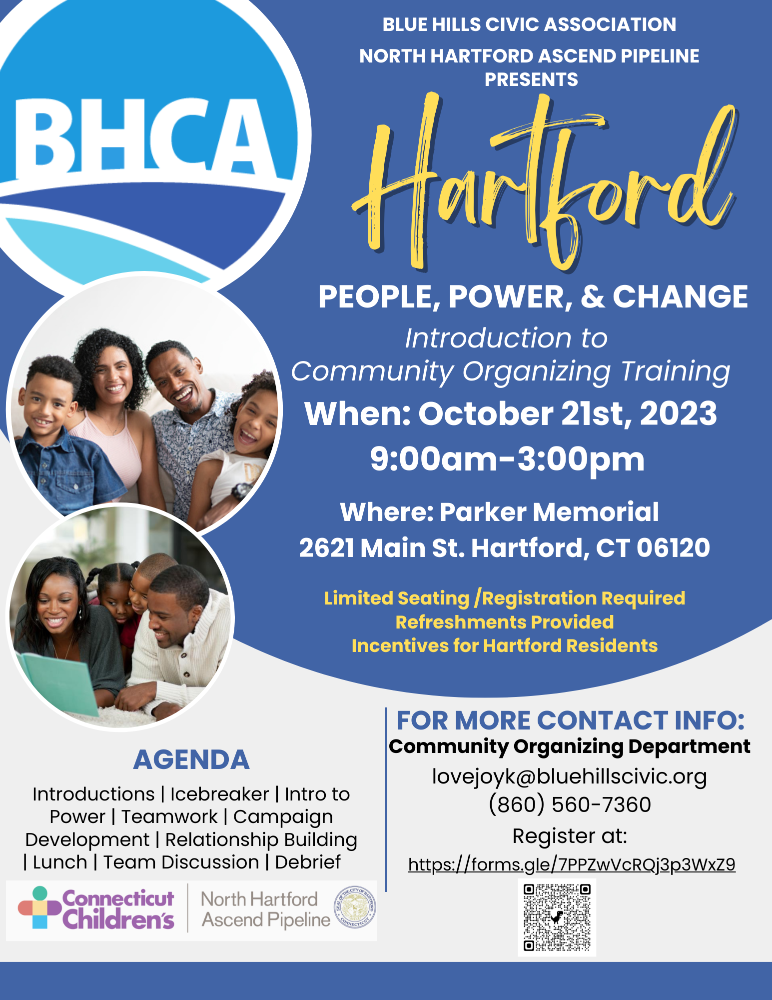 BHCA
BLUE HILLS CIVIC ASSOCIATION
NORTH HARTFORD ASCEND PIPELINE
PRESENTS
Hartford
PEOPLE, POWER, & CHANGE
Introduction to
Community Organizing Training
When: October 21st, 2023
9:00am-3:00pm
Where: Parker Memorial
2621 Main St. Hartford, CT 06120
Limited Seating /Registration Required
Refreshments Provided
Incentives for Hartford Residents
AGENDA
Introductions | Icebreaker | Intro to
Power | Teamwork | Campaign
Development | Relationship Building
| Lunch | Team Discussion | Debrief
FOR MORE CONTACT INFO:
Community Organizing Department
lovejoyk@bluehillscivic.org
(860) 560-7360
Register at:
https://forms.gle/7PPZwVcRQj3p3WxZ9
Connecticut
Children's
North Hartford
Ascend Pipeline
SEAL OF THE CITY OF HARTFORD
CONNECTICUT